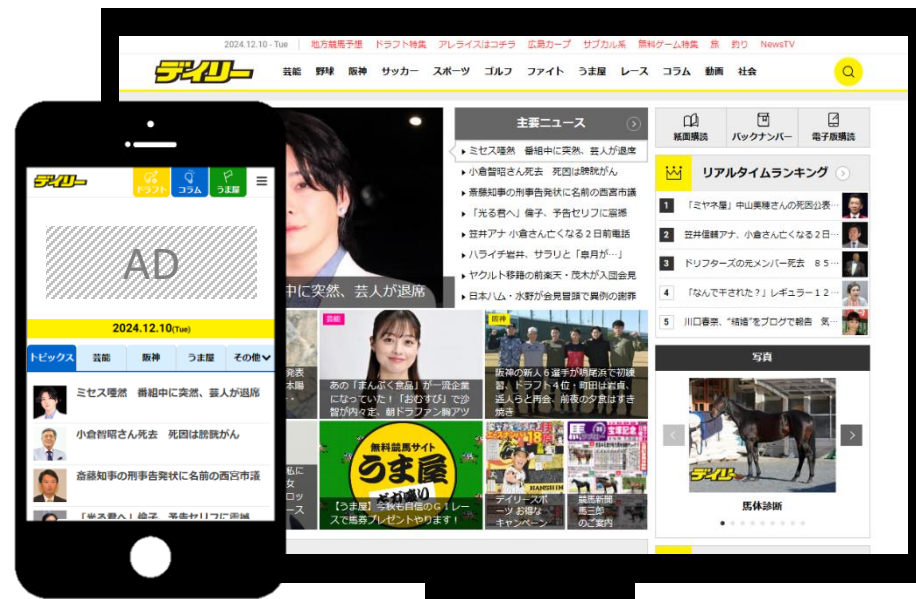 2024.12.10 - Tue
地方競馬予想 ドラフト特集 アレライスはコチラ 広島カープ サブカル系 無料ゲーム特集 旅 釣り NewsTV
デイリー
芸能 野球 阪神 サッカー スポーツ ゴルフ ファイト うま屋 レース コラム 動画 社会
主要ニュース
ミセス唖然 番組中に突然、芸人が退席
小倉智昭さん死去 死因は膀胱がん
斎藤知事の刑事告発状に名前の西宮市議
「光る君へ」倫子、予告セリフに震撼
笠井アナ 小倉さん亡くなる2日前電話
ハライチ岩井、サラリと「皐月が…」
ヤクルト移籍の前楽天・茂木が入団会見
日本ハム・水野が会見冒頭で異例の謝罪
中に突然、芸人が退席
紙面購読
バックナンバー
電子版購読
リアルタイムランキング
1 「ミヤネ屋」中山美穂さんの死因公表…
2 笠井信輔アナ、小倉さん亡くなる2日…
3 ドリフターズの元メンバー死去 85…
4 「なんで干された?」レギュラー12…
5 川口春奈、“結婚”をブログで報告 気…
芸能
あの「まんぷく食品」が一流企業
になっていた!「おむすび」で沙
智が内々定、朝ドラファン胸アツ
阪神
阪神の新人6選手が鳴尾浜で初練
習、ドラフト4位・町田は岩貞、
遥人らと再会、前夜の夕食はすき
焼き
無料競馬サイト
うま屋
【うま屋】今秋も自信のGIレー
スで馬券プレゼントやります!
HANSHIN
デイリースポ
ーツ お得な
キャンペーン
競馬新聞
馬三郎
のご案内
写真
デイリー
馬体診断
デイリー
ドラフト
コラム
うま屋
AD
2024.12.10(Tue)
トピックス 芸能 阪神 うま屋 その他
ミセス唖然 番組中に突然、芸人が退席
小倉智昭さん死去 死因は膀胱がん
斎藤知事の刑事告発状に名前の西宮市議
「光る君へ」倫子、予告セリフに震撼